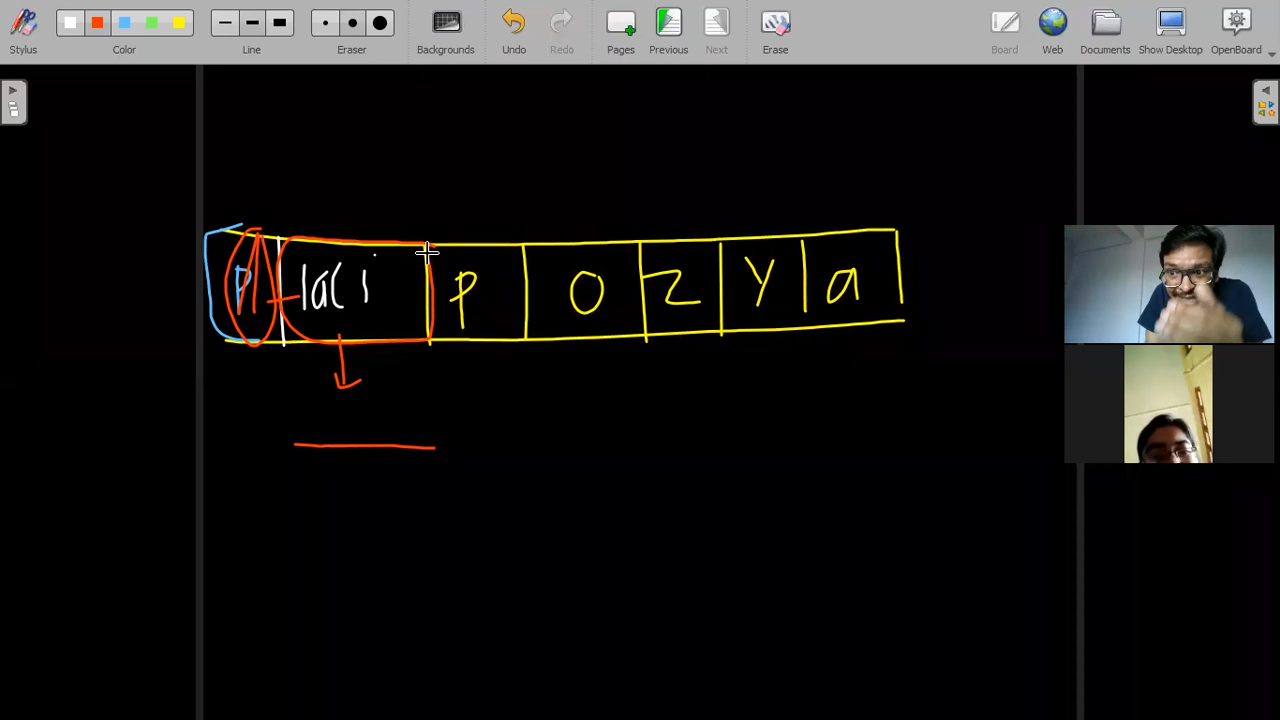 Stylus Color Line Eraser Backgrounds Undo Redo Pages Previous Next Erase Board Web Documents Show Desktop OpenBoard
P laci p o z y a